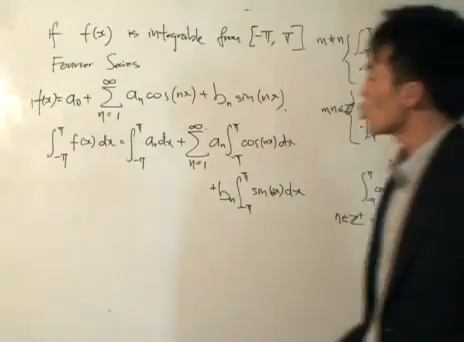 if f(x) is integrable from [-π, π]
Fourier Series
f(x) = a₀ + ∑_{n=1}^{∞} aₙ cos(nx) + bₙ sin(nx)
∫_{-π}^{π} f(x) dx = ∫_{-π}^{π} a₀ dx + ∑_{n=1}^{∞} aₙ ∫_{-π}^{π} cos(nx) dx
+ bₙ ∫_{-π}^{π} sin(nx) dx
m≠n { ∫
m,n∈Z⁺
n∈Z⁺